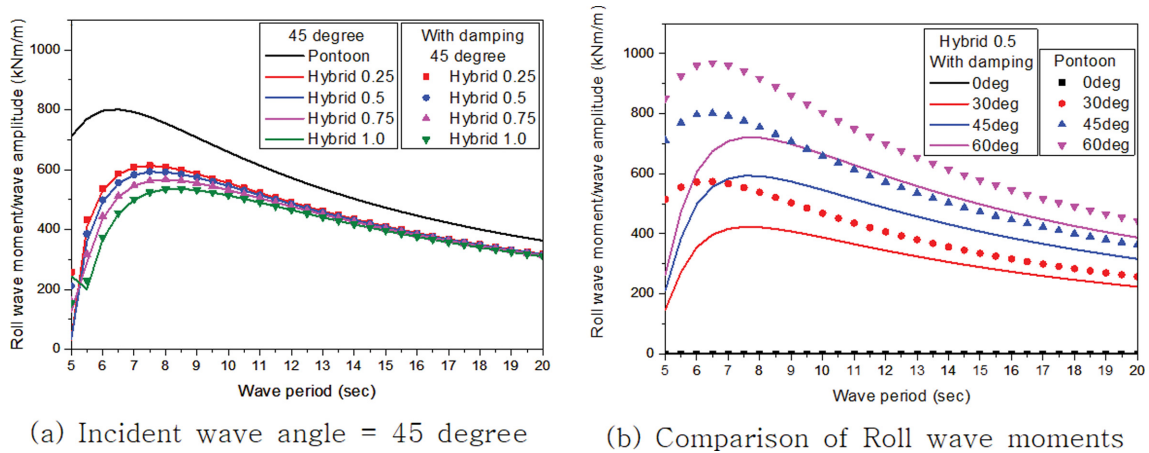 Roll wave moment/wave amplitude (kNm/m)
1000
800
600
400
200
0
5 6 7 8 9 10 11 12 13 14 15 16 17 18 19 20
Wave period (sec)
45 degree
Pontoon
Hybrid 0.25
Hybrid 0.5
Hybrid 0.75
Hybrid 1.0
With damping
45 degree
Hybrid 0.25
Hybrid 0.5
Hybrid 0.75
Hybrid 1.0
(a) Incident wave angle = 45 degree
Roll wave moment/wave amplitude (kNm/m)
1000
800
600
400
200
0
5 6 7 8 9 10 11 12 13 14 15 16 17 18 19 20
Wave period (sec)
Hybrid 0.5
With damping
0deg
30deg
45deg
60deg
Pontoon
0deg
30deg
45deg
60deg
(b) Comparison of Roll wave moments